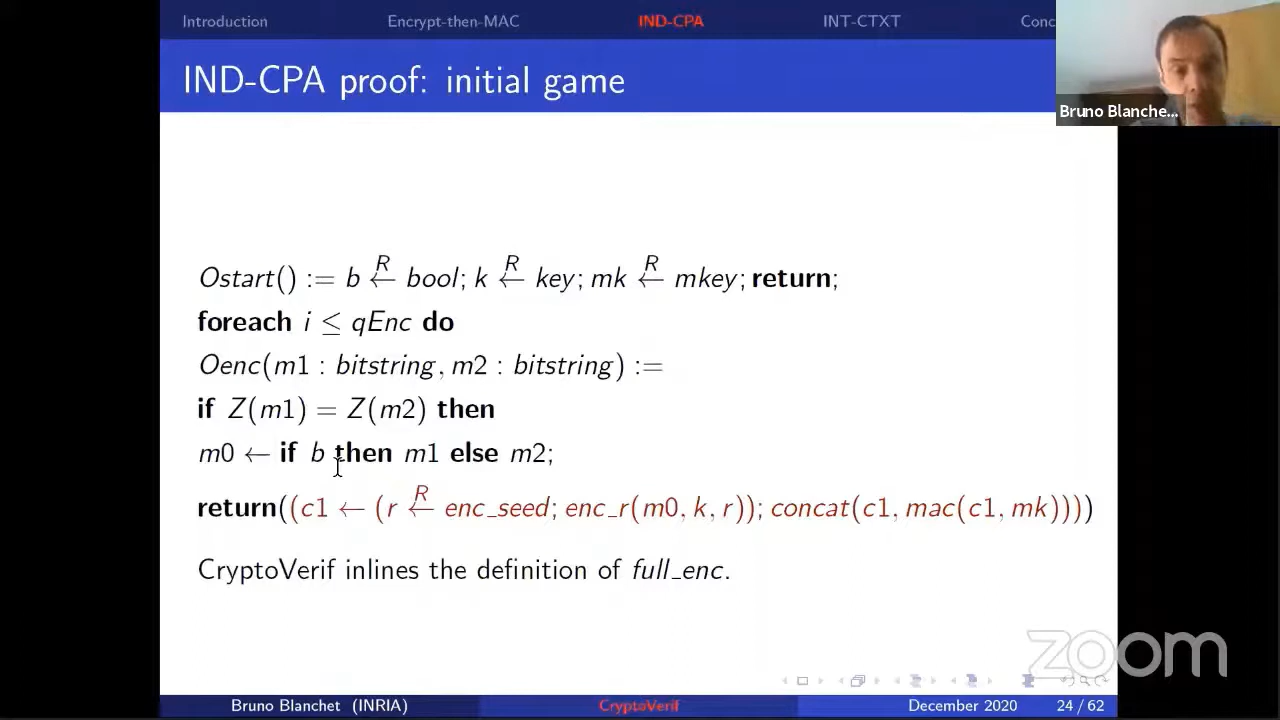 Introduction Encrypt-then-MAC IND-CPA INT-CTXT Conc
IND-CPA proof: initial game
Bruno Blanche...
Ostart() := b ←R bool; k ←R key; mk ←R mkey; return;
foreach i ≤ qEnc do
Oenc(m1 : bitstring, m2 : bitstring) :=
if Z(m1) = Z(m2) then
m0 ← if b then m1 else m2;
return((c1 ← (r ←R enc_seed; enc_r(m0, k, r)); concat(c1, mac(c1, mk))))
CryptoVerif inlines the definition of full_enc.
zoom
Bruno Blanchet (INRIA) CryptoVerif December 2020 24 / 62